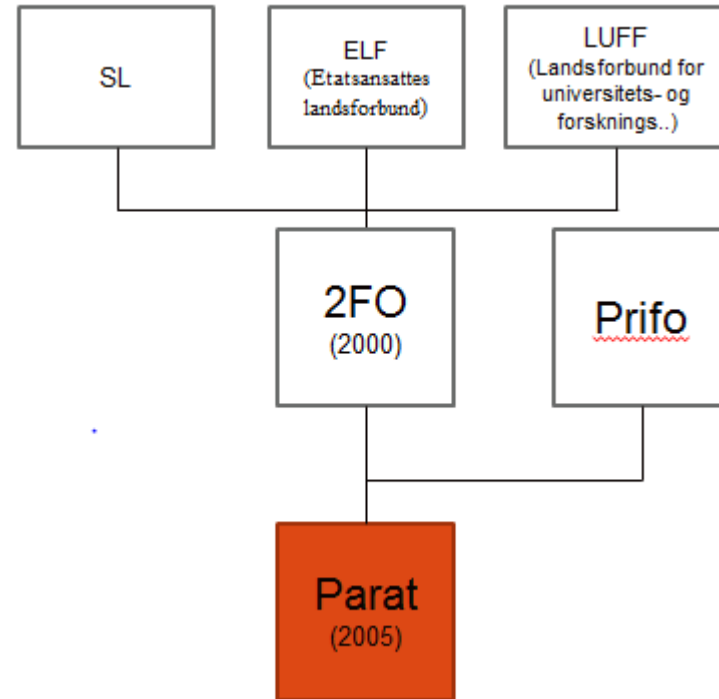 SL
ELF
(Etatsansattes
landsforbund)
LUFF
(Landsforbund for
universitets- og
forsknings..)
2FO
(2000)
Prifo
Parat
(2005)